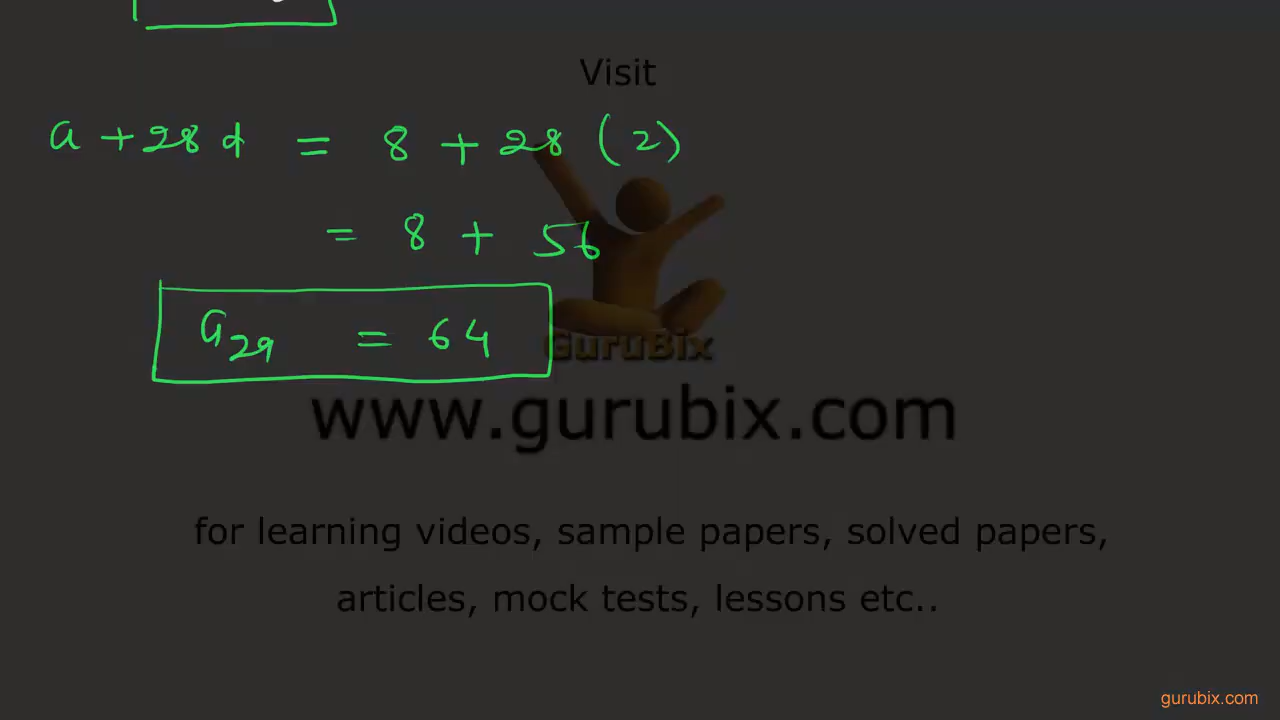 Visit
a + 28 d = 8 + 28 (2)
= 8 + 56
a29 = 64
GuruBix
www.gurubix.com
for learning videos, sample papers, solved papers,
articles, mock tests, lessons etc..
gurubix.com